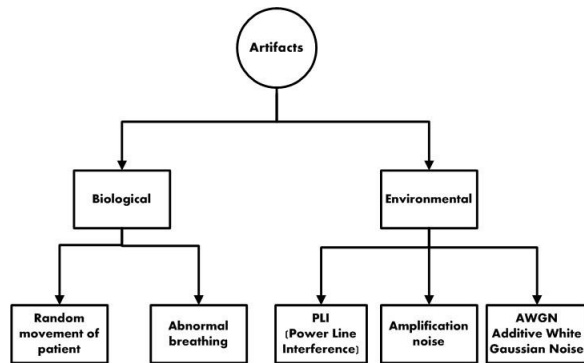 Artifacts
Biological
Environmental
Random
movement of
patient
Abnormal
breathing
PLI
(Power Line
Interference)
Amplification
noise
AWGN
Additive White
Gaussian Noise